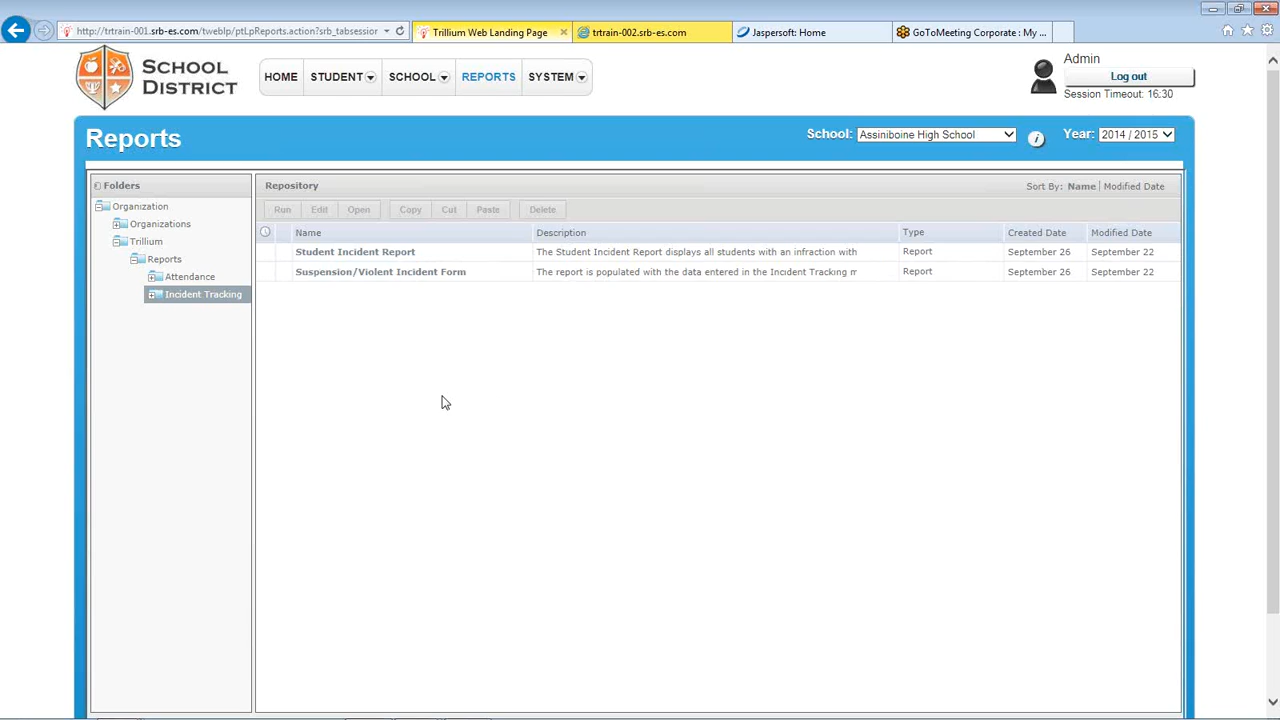 http://trtrain-001.srb-es.com/tweblp/ptLpReports.action?srb_tabsession
Trillium Web Landing Page
trtrain-002.srb-es.com
Jaspersoft: Home
GoToMeeting Corporate : My ...
SCHOOL DISTRICT
HOME
STUDENT
SCHOOL
REPORTS
SYSTEM
Admin
Log out
Session Timeout: 16:30
Reports
School:
Assiniboine High School
i
Year:
2014 / 2015
Folders
Organization
Organizations
Trillium
Reports
Attendance
Incident Tracking
Repository
Sort By: Name | Modified Date
Run
Edit
Open
Copy
Cut
Paste
Delete
Name Description Type Created Date Modified Date
Student Incident Report The Student Incident Report displays all students with an infraction with Report September 26 September 22
Suspension/Violent Incident Form The report is populated with the data entered in the Incident Tracking m Report September 26 September 22